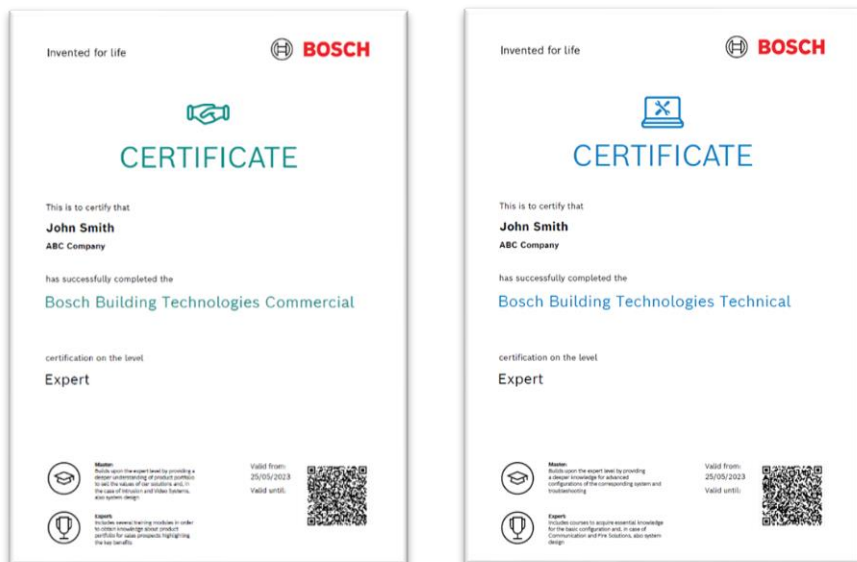 Invented for life
BOSCH
CERTIFICATE
This is to certify that
John Smith
ABC Company
has successfully completed the
Bosch Building Technologies Commercial
certification on the level
Expert
Master:
Builds upon the expert level by providing a
deeper understanding of product portfolio
to sell the values of our solutions and, in
the case of Intrusion and Video Systems,
also system design
Expert:
Includes several training modules in order
to obtain knowledge about product
portfolio for sales prospects highlighting
the key benefits
Valid from:
25/05/2023
Valid until:
Invented for life
BOSCH
CERTIFICATE
This is to certify that
John Smith
ABC Company
has successfully completed the
Bosch Building Technologies Technical
certification on the level
Expert
Master:
Builds upon the expert level by providing
a deeper knowledge for advanced
configurations of the corresponding system and
troubleshooting
Expert:
Includes courses to acquire essential knowledge
for the basic configuration and, in case of
Communication and Fire Solutions, also system
design
Valid from:
25/05/2023
Valid until: